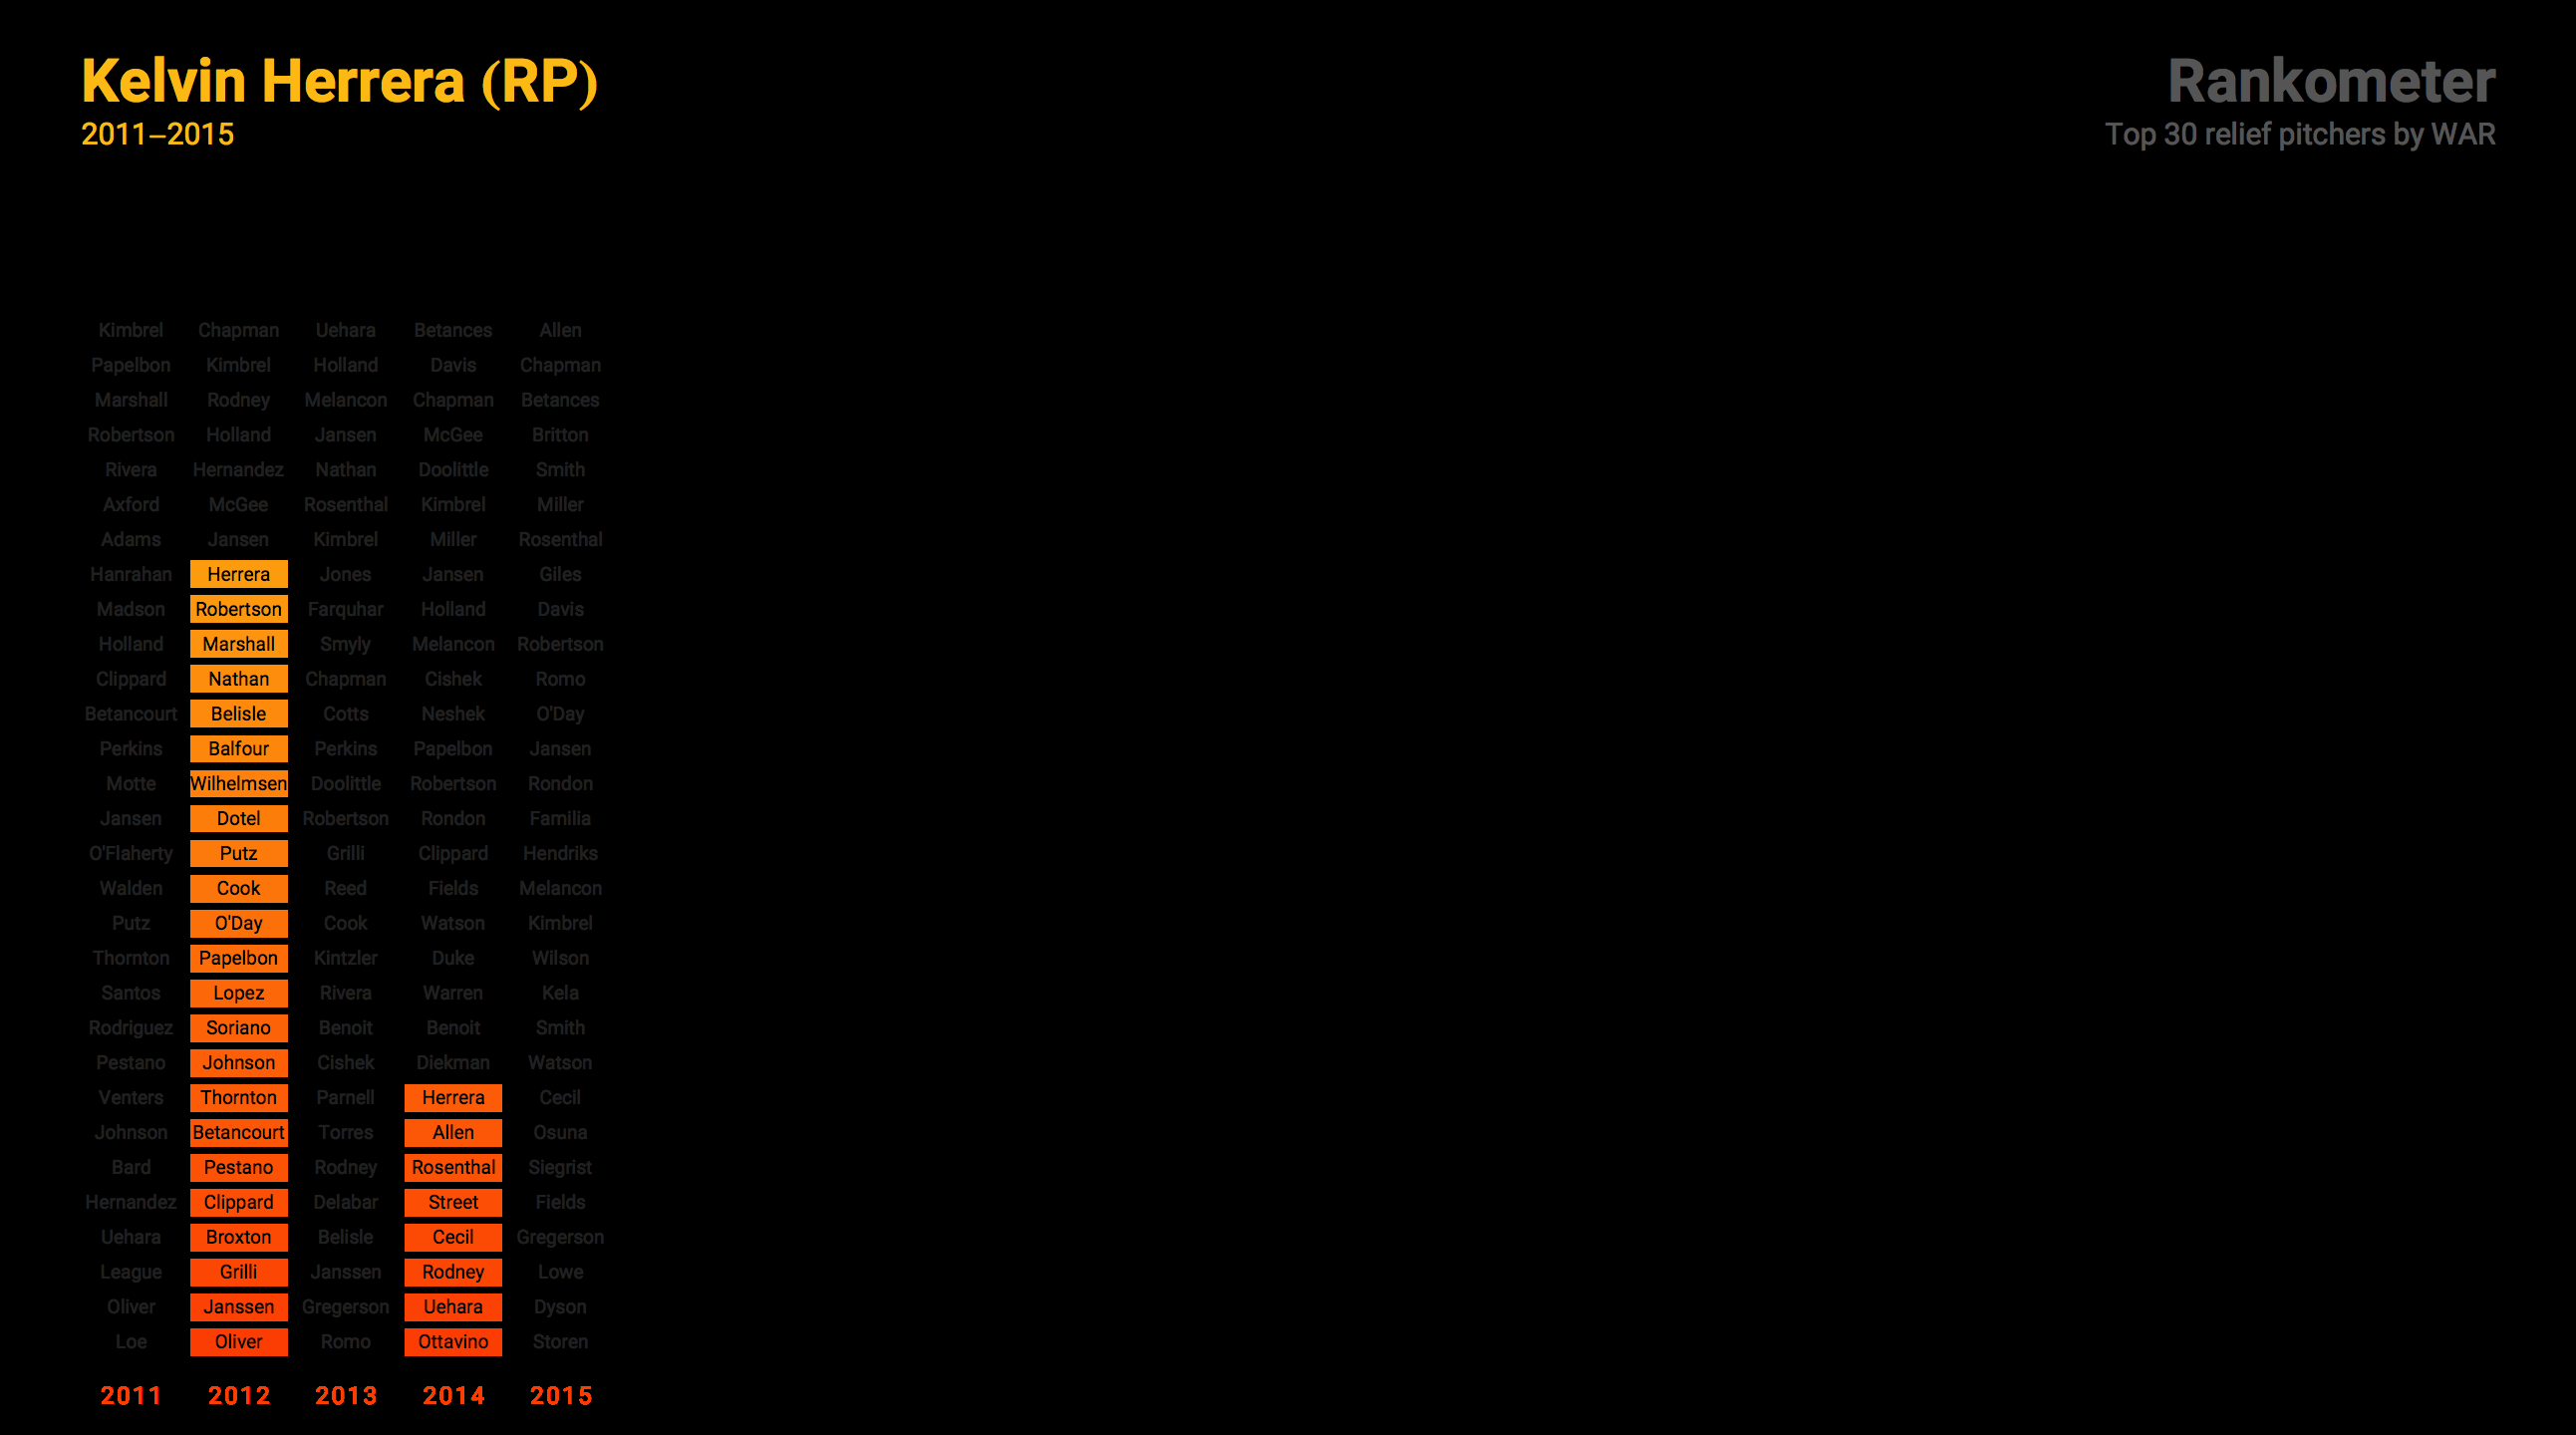 Kelvin Herrera (RP)
2011–2015
Rankometer
Top 30 relief pitchers by WAR
Kimbrel Chapman Uehara Betances Allen
Papelbon Kimbrel Holland Davis Chapman
Marshall Rodney Melancon Chapman Betances
Robertson Holland Jansen McGee Britton
Rivera Hernandez Nathan Doolittle Smith
Axford McGee Rosenthal Kimbrel Miller
Adams Jansen Kimbrel Miller Rosenthal
Hanrahan Herrera Jones Jansen Giles
Madson Robertson Farquhar Holland Davis
Holland Marshall Smyly Melancon Robertson
Clippard Nathan Chapman Cishek Romo
Betancourt Belisle Cotts Neshek O'Day
Perkins Balfour Perkins Papelbon Jansen
Motte Wilhelmsen Doolittle Robertson Rondon
Jansen Dotel Robertson Rondon Familia
O'Flaherty Putz Grilli Clippard Hendriks
Walden Cook Reed Fields Melancon
Putz O'Day Cook Watson Kimbrel
Thornton Papelbon Kintzler Duke Wilson
Santos Lopez Rivera Warren Kela
Rodriguez Soriano Benoit Benoit Smith
Pestano Johnson Cishek Diekman Watson
Venters Thornton Parnell Herrera Cecil
Johnson Betancourt Torres Allen Osuna
Bard Pestano Rodney Rosenthal Siegrist
Hernandez Clippard Delabar Street Fields
Uehara Broxton Belisle Cecil Gregerson
League Grilli Janssen Rodney Lowe
Oliver Janssen Gregerson Uehara Dyson
Loe Oliver Romo Ottavino Storen
2011 2012 2013 2014 2015